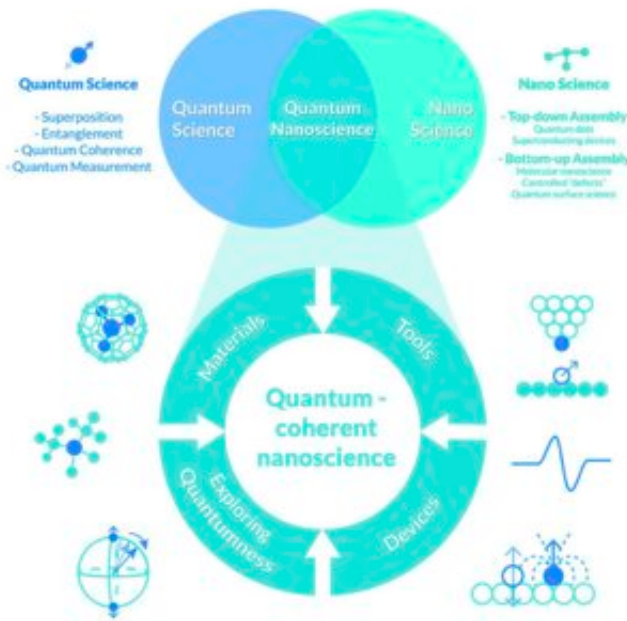 Quantum Science
- Superposition
- Entanglement
- Quantum Coherence
- Quantum Measurement
Quantum
Science
Quantum
Nanoscience
Nano
Science
Nano Science
- Top-down Assembly
Quantum dots
Superconducting devices
- Bottom-up Assembly
Molecular nanoscience
Controlled 'defects'
Quantum surface science
Materials
Tools
Quantum -
coherent
nanoscience
Exploring
Quantumness
Devices